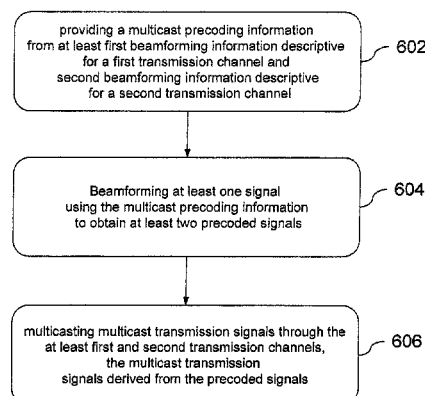 providing a multicast precoding information
from at least first beamforming information descriptive
for a first transmission channel and
second beamforming information descriptive
for a second transmission channel
602
Beamforming at least one signal
using the multicast precoding information
to obtain at least two precoded signals
604
multicasting multicast transmission signals through the
at least first and second transmission channels,
the multicast transmission
signals derived from the precoded signals
606